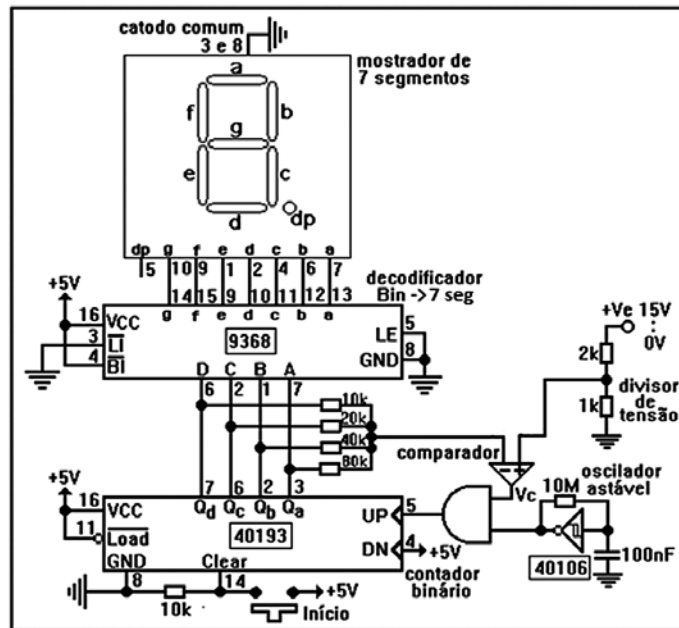 catodo comum
3 e 8
mostrador de
7 segmentos
a
f b
g
e c
d
dp
dp g f e d c b a
5 10 9 1 2 4 6 7
decodificador
Bin ->7 seg
14 15 9 10 11 12 13
g f e d c b a
+5V
16 VCC
3 LI
4 BI
9368
LE 5
GND 8
D C B A
6 2 1 7
10k
20k
40k
80k
+Ve 15V
:
0V
2k
1k
divisor
de
tensão
comparador
- +
Vc
10M
oscilador
astável
40106
100nF
+5V
7 6 2 3
Qd Qc Qb Qa
16 VCC
11 Load
40193
UP 5
DN 4
+5V
contador
binário
GND Clear
8 14
10k
+5V
Início